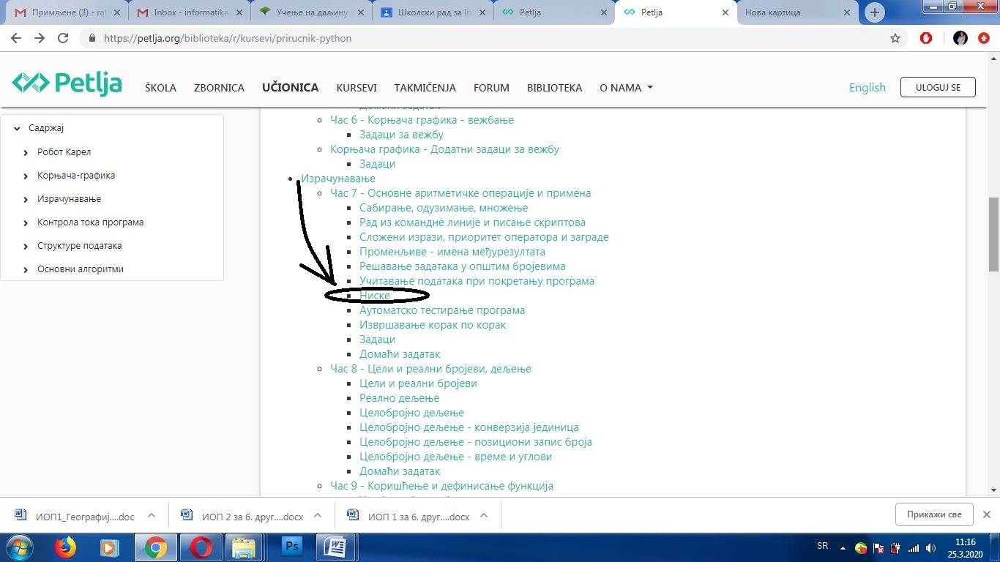 Примљене (3) - rat
Inbox - informatika.
Учење на даљину
Школски рад за In
Petlja
Petlja
Нова картица
https://petlja.org/biblioteka/r/kursevi/prirucnik-python
Petlja
ŠKOLA ZBORNICA UČIONICA KURSEVI TAKMIČENJA FORUM BIBLIOTEKA O NAMA English ULOGUJ SE
Садржај
Робот Карел
Корњача-графика
Израчунавање
Контрола тока програма
Структуре података
Основни алгоритми
Домаћи задатак
Час 6 - Корњача графика - вежбање
Задаци за вежбу
Корњача графика - Додатни задаци за вежбу
Задаци
Израчунавање
Час 7 - Основне аритметичке операције и примена
Сабирање, одузимање, множење
Рад из командне линије и писање скриптова
Сложени изрази, приоритет оператора и заграде
Променљиве - имена међурезултата
Решавање задатака у општим бројевима
Учитавање података при покретању програма
Ниске
Аутоматско тестирање програма
Извршавање корак по корак
Задаци
Домаћи задатак
Час 8 - Цели и реални бројеви, дељење
Цели и реални бројеви
Реално дељење
Целобројно дељење
Целобројно дељење - конверзија јединица
Целобројно дељење - позициони запис броја
Целобројно дељење - време и углови
Домаћи задатак
Час 9 - Коришћење и дефинисање функција
ИОП1_Географиј....doc
ИОП 2 за 6. друг....docx
ИОП 1 за 6. друг....docx
Прикажи све
Ps
SR
11:16
25.3.2020